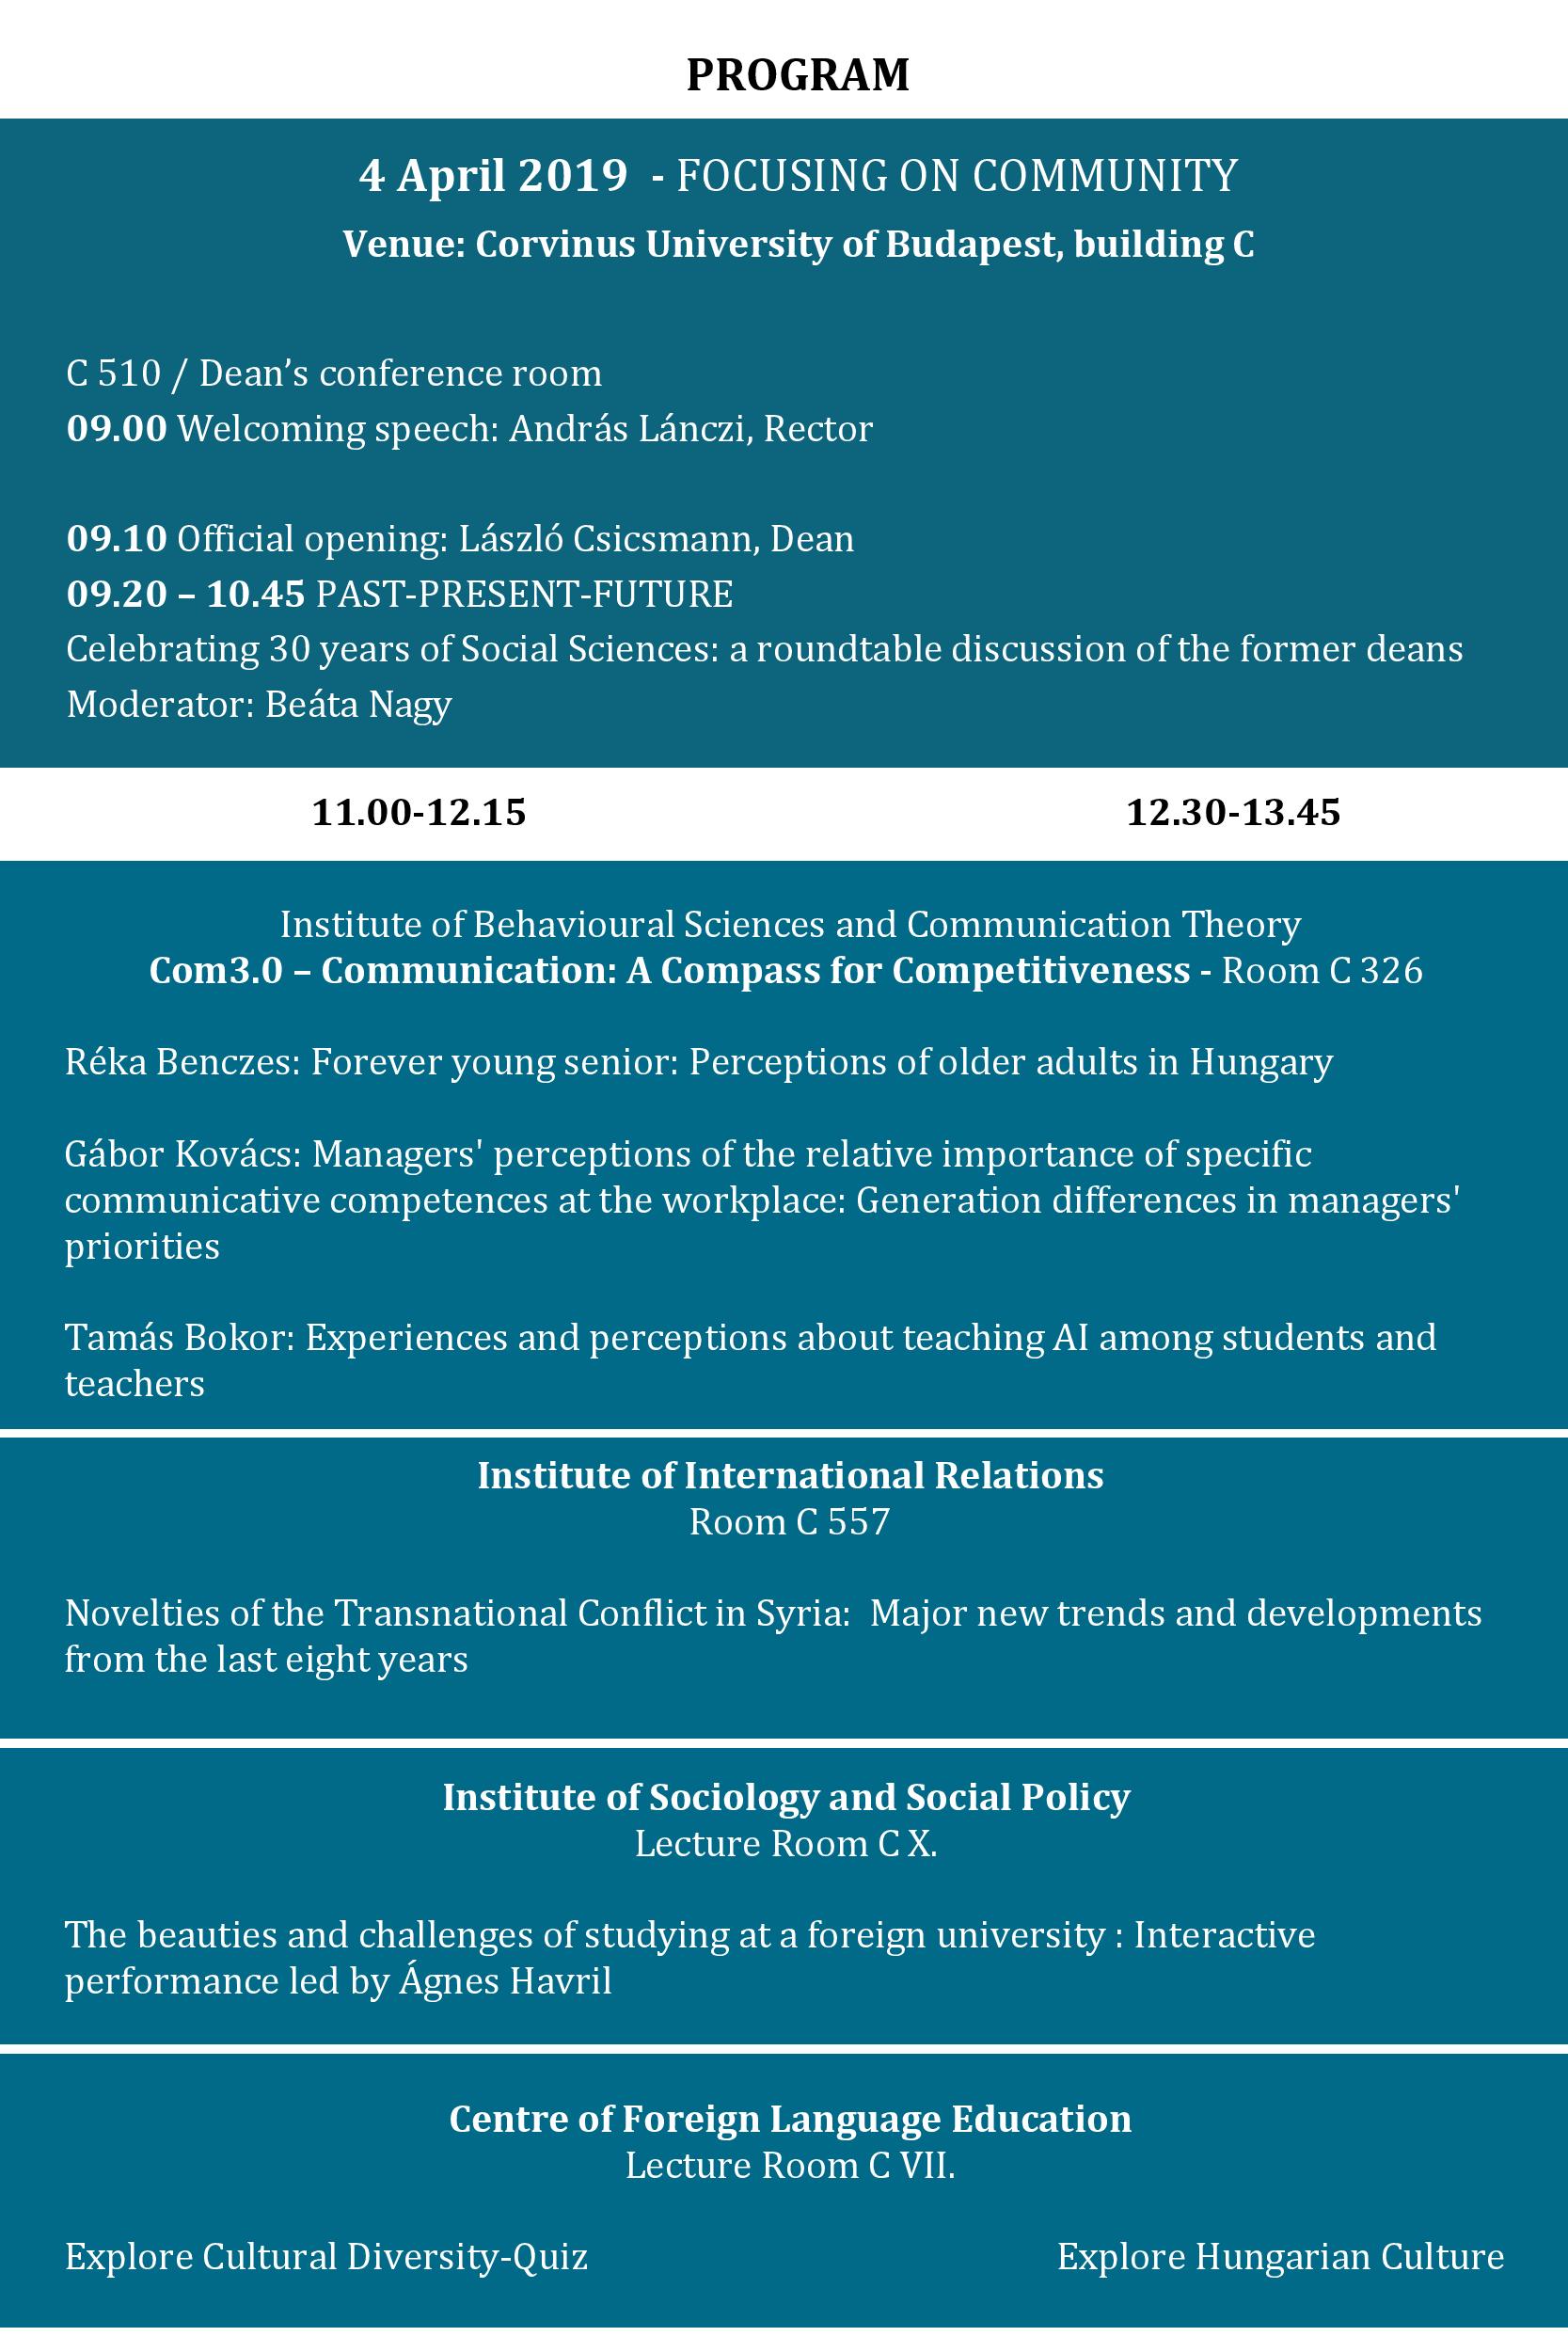 PROGRAM
4 April 2019 - FOCUSING ON COMMUNITY
Venue: Corvinus University of Budapest, building C
C 510 / Dean’s conference room
09.00 Welcoming speech: András Lánczi, Rector
09.10 Official opening: László Csicsmann, Dean
09.20 – 10.45 PAST-PRESENT-FUTURE
Celebrating 30 years of Social Sciences: a roundtable discussion of the former deans
Moderator: Beáta Nagy
11.00-12.15 12.30-13.45
Institute of Behavioural Sciences and Communication Theory
Com3.0 – Communication: A Compass for Competitiveness - Room C 326
Réka Benczes: Forever young senior: Perceptions of older adults in Hungary
Gábor Kovács: Managers' perceptions of the relative importance of specific
communicative competences at the workplace: Generation differences in managers'
priorities
Tamás Bokor: Experiences and perceptions about teaching AI among students and
teachers
Institute of International Relations
Room C 557
Novelties of the Transnational Conflict in Syria: Major new trends and developments
from the last eight years
Institute of Sociology and Social Policy
Lecture Room C X.
The beauties and challenges of studying at a foreign university : Interactive
performance led by Ágnes Havril
Centre of Foreign Language Education
Lecture Room C VII.
Explore Cultural Diversity-Quiz Explore Hungarian Culture